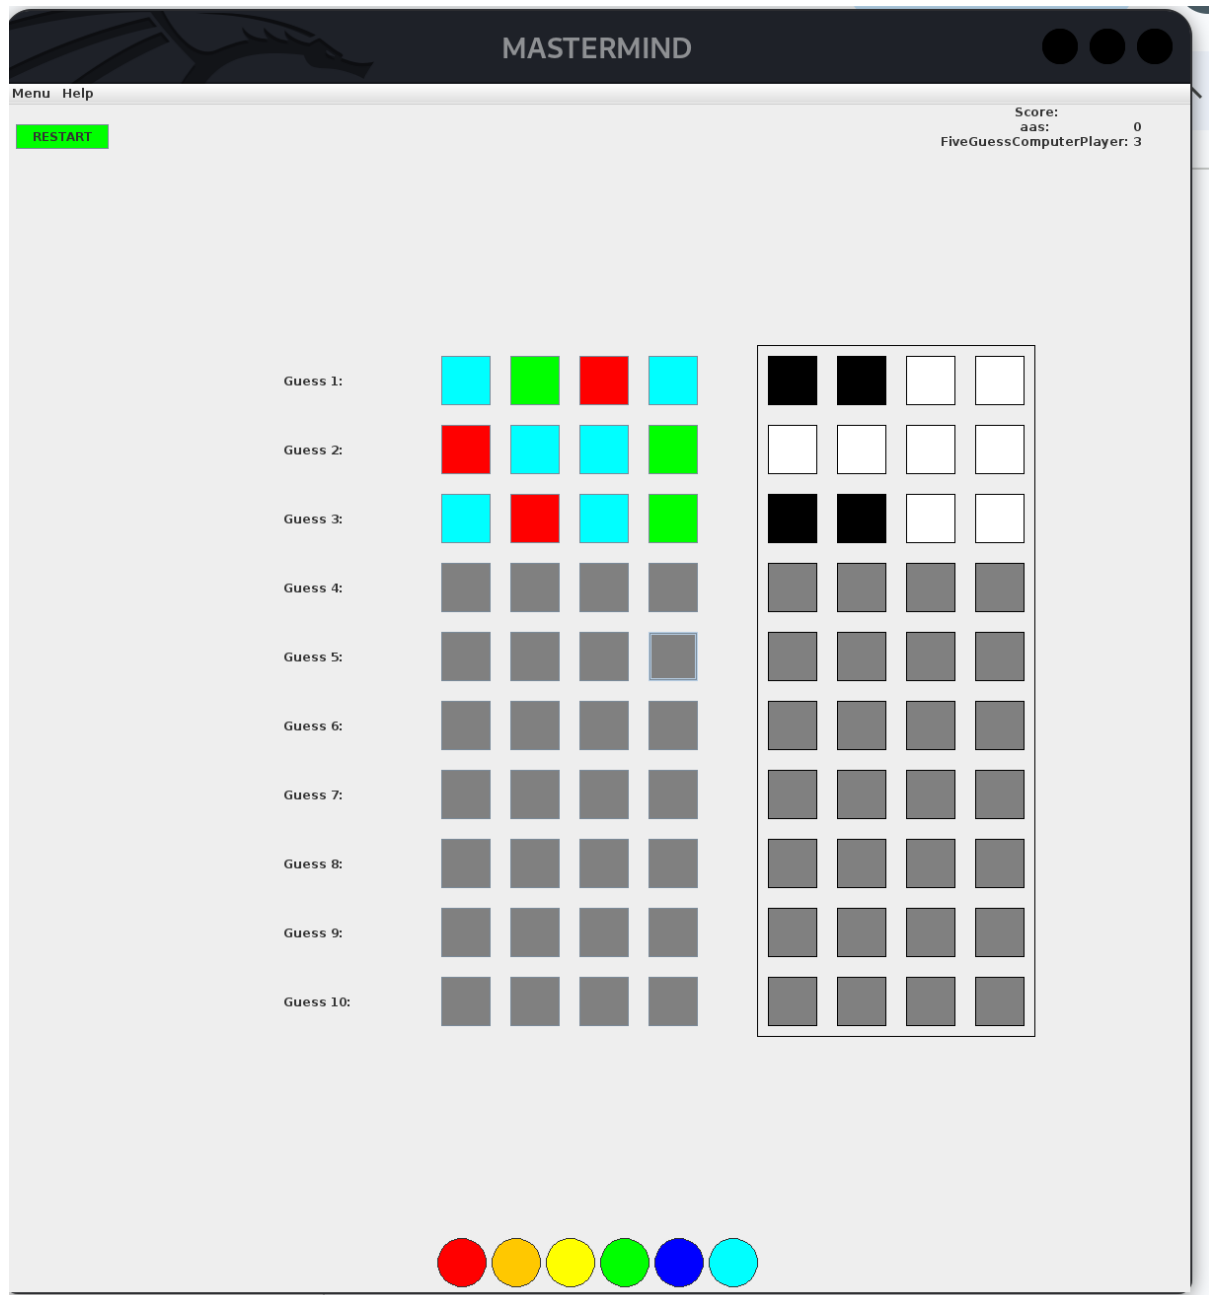 MASTERMIND
Menu Help
RESTART
Score:
aas: 0
FiveGuessComputerPlayer: 3
Guess 1:
Guess 2:
Guess 3:
Guess 4:
Guess 5:
Guess 6:
Guess 7:
Guess 8:
Guess 9:
Guess 10: